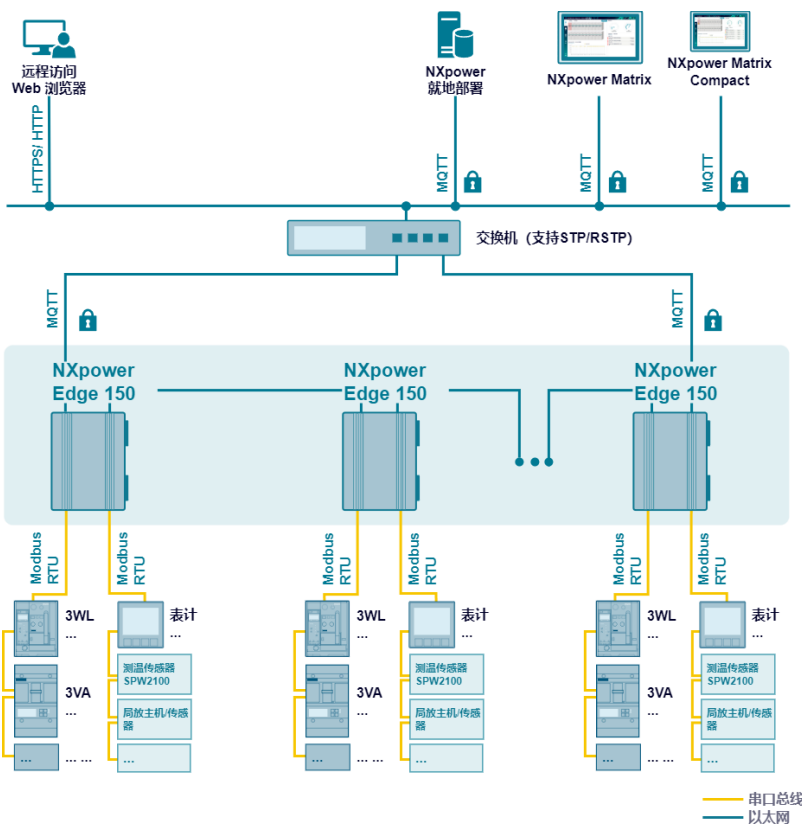 远程访问
Web 浏览器
NXpower
就地部署
NXpower Matrix
NXpower Matrix
Compact
HTTPS/ HTTP
MQTT
MQTT
MQTT
交换机 (支持STP/RSTP)
MQTT
MQTT
NXpower
Edge 150
NXpower
Edge 150
NXpower
Edge 150
Modbus
RTU
Modbus
RTU
Modbus
RTU
Modbus
RTU
Modbus
RTU
Modbus
RTU
3WL
...
表计
...
3WL
...
表计
...
3WL
...
表计
...
测温传感器
SPW2100
测温传感器
SPW2100
测温传感器
SPW2100
3VA
...
局放主机/传感
器
3VA
...
局放主机/传感
器
3VA
...
局放主机/传感
器
...
... ...
...
...
... ...
...
...
... ...
...
串口总线
以太网